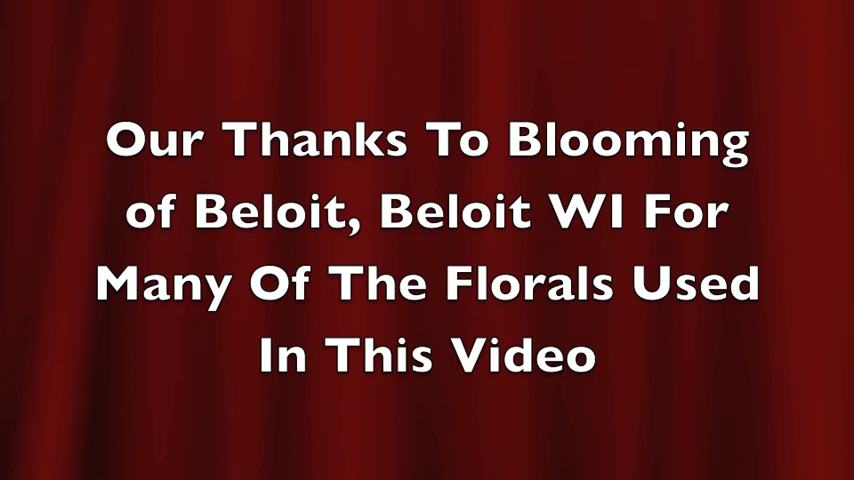 Our Thanks To Blooming
of Beloit, Beloit WI For
Many Of The Florals Used
In This Video